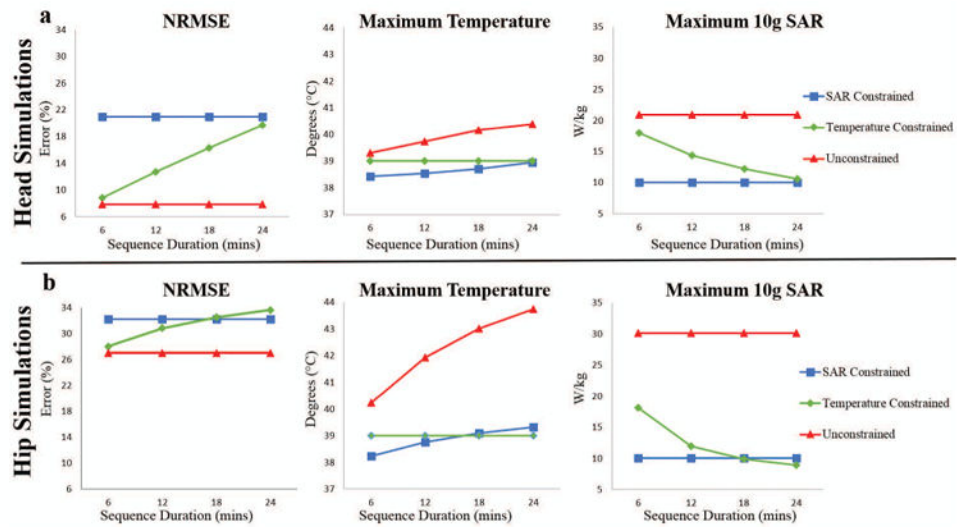 a
NRMSE
Maximum Temperature
Maximum 10g SAR
Head Simulations
Error (%)
34
30
26
22
18
14
10
6
6 12 18 24
Sequence Duration (mins)
Degrees (°C)
44
43
42
41
40
39
38
37
6 12 18 24
Sequence Duration (mins)
W/kg
35
30
25
20
15
10
5
6 12 18 24
Sequence Duration (mins)
SAR Constrained
Temperature Constrained
Unconstrained
b
NRMSE
Maximum Temperature
Maximum 10g SAR
Hip Simulations
Error (%)
34
30
26
22
18
14
10
6
6 12 18 24
Sequence Duration (mins)
Degrees (°C)
44
43
42
41
40
39
38
37
6 12 18 24
Sequence Duration (mins)
W/kg
35
30
25
20
15
10
5
6 12 18 24
Sequence Duration (mins)
SAR Constrained
Temperature Constrained
Unconstrained